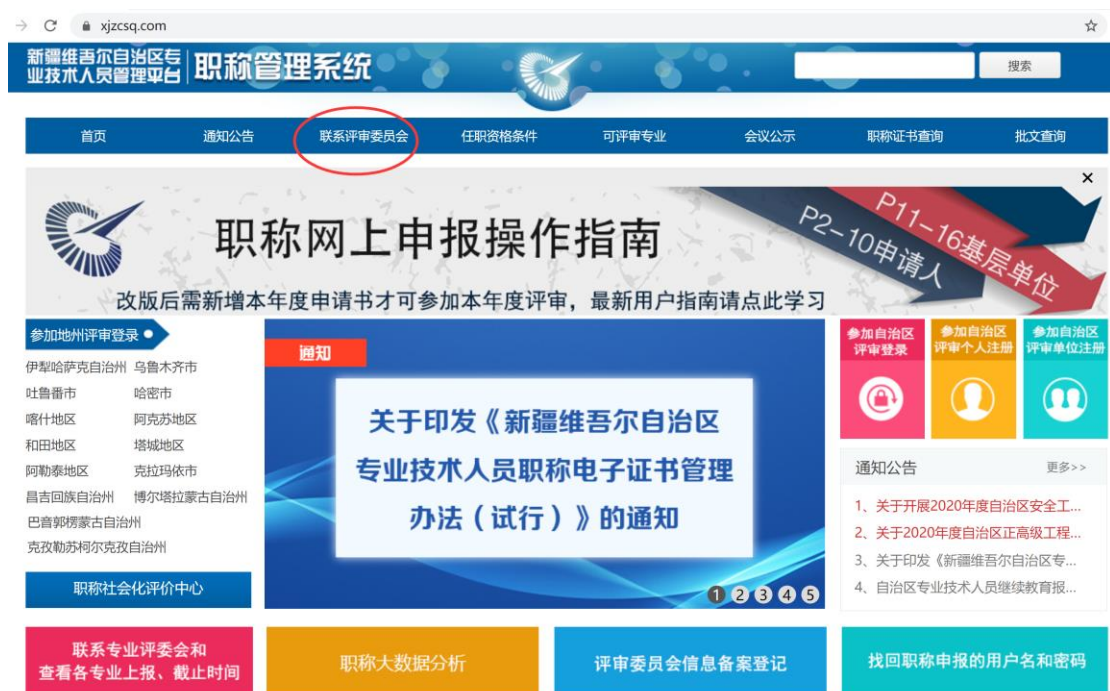 xjzcsq.com
新疆维吾尔自治区专
业技术人员管理平台
职称管理系统
搜索
首页 通知公告 联系评审委员会 任职资格条件 可评审专业 会议公示 职称证书查询 批文查询
职称网上申报操作指南
P2-10申请人
P11-16基层单位
改版后需新增本年度申请书才可参加本年度评审，最新用户指南请点此学习
参加地州评审登录
伊犁哈萨克自治州 乌鲁木齐市
吐鲁番市 哈密市
喀什地区 阿克苏地区
和田地区 塔城地区
阿勒泰地区 克拉玛依市
昌吉回族自治州 博尔塔拉蒙古自治州
巴音郭楞蒙古自治州
克孜勒苏柯尔克孜自治州
职称社会化评价中心
通知
关于印发《新疆维吾尔自治区
专业技术人员职称电子证书管理
办法（试行）》的通知
1 2 3 4 5
参加自治区
评审登录
参加自治区
评审个人注册
参加自治区
评审单位注册
通知公告 更多>>
1、关于开展2020年度自治区安全工...
2、关于2020年度自治区正高级工程...
3、关于印发《新疆维吾尔自治区专...
4、自治区专业技术人员继续教育报...
联系专业评委会和
查看各专业上报、截止时间
职称大数据分析
评审委员会信息备案登记
找回职称申报的用户名和密码